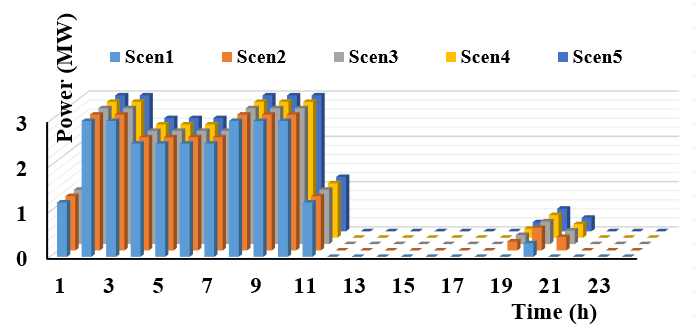 Power (MW)
Scen1 Scen2 Scen3 Scen4 Scen5
3
2
1
0
1 3 5 7 9 11 13 15 17 19 21 23
Time (h)